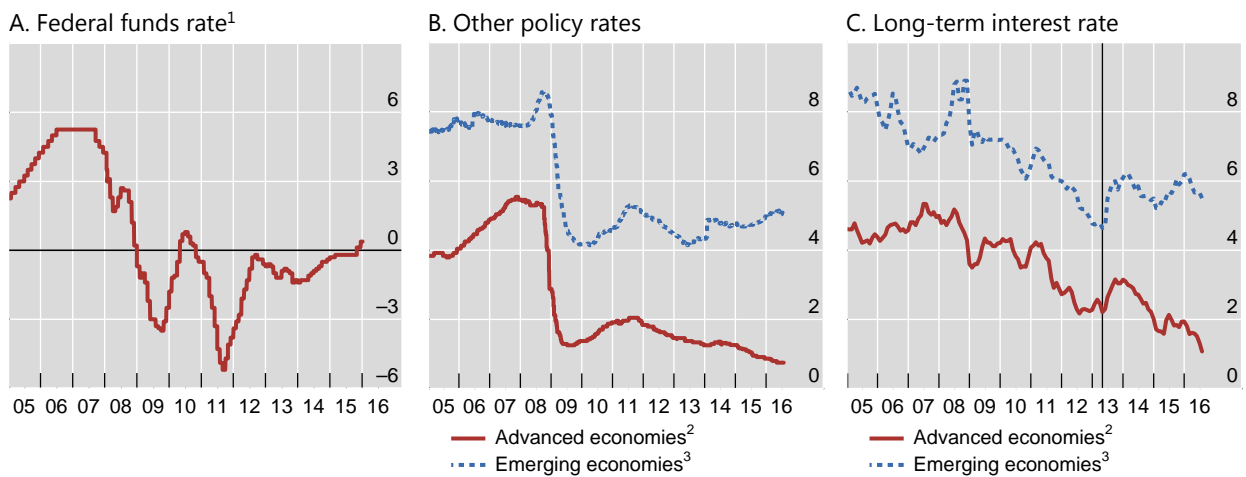 A. Federal funds rate¹
B. Other policy rates
C. Long-term interest rate
6
3
0
–3
–6
05 06 07 08 09 10 11 12 13 14 15 16
8
6
4
2
0
05 06 07 08 09 10 11 12 13 14 15 16
Advanced economies²
Emerging economies³
8
6
4
2
0
05 06 07 08 09 10 11 12 13 14 15 16
Advanced economies²
Emerging economies³